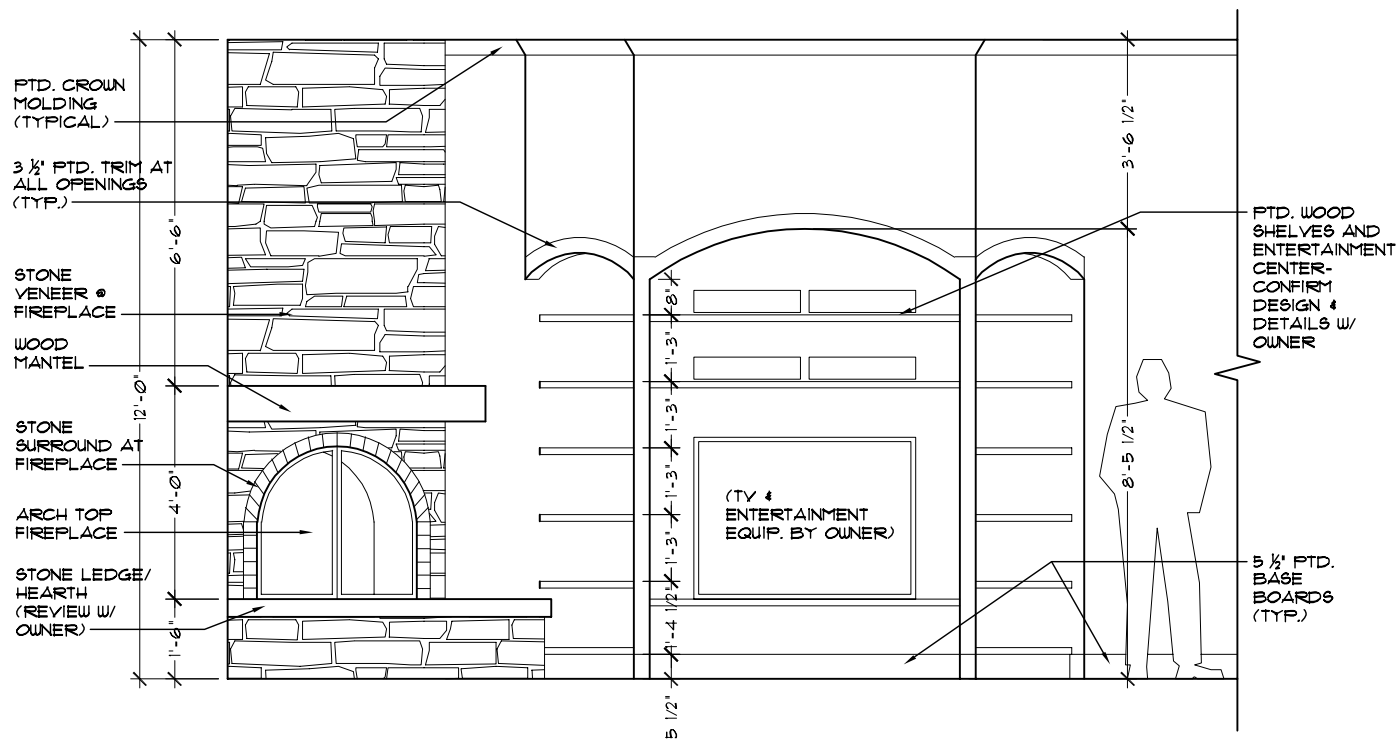 PTD. CROWN
MOLDING
(TYPICAL)
3 ½" PTD. TRIM AT
ALL OPENINGS
(TYP.)
STONE
VENEER @
FIREPLACE
WOOD
MANTEL
STONE
SURROUND AT
FIREPLACE
ARCH TOP
FIREPLACE
STONE LEDGE/
HEARTH
(REVIEW W/
OWNER)
12'-0"
6'-6"
4'-0"
1'-6"
8"
1'-3"
1'-3"
1'-3"
1'-3"
1'-4 1/2"
5 1/2"
(TV &
ENTERTAINMENT
EQUIP. BY OWNER)
3'-6 1/2"
8'-5 1/2"
PTD. WOOD
SHELVES AND
ENTERTAINMENT
CENTER-
CONFIRM
DESIGN &
DETAILS W/
OWNER
5 ½" PTD.
BASE
BOARDS
(TYP.)